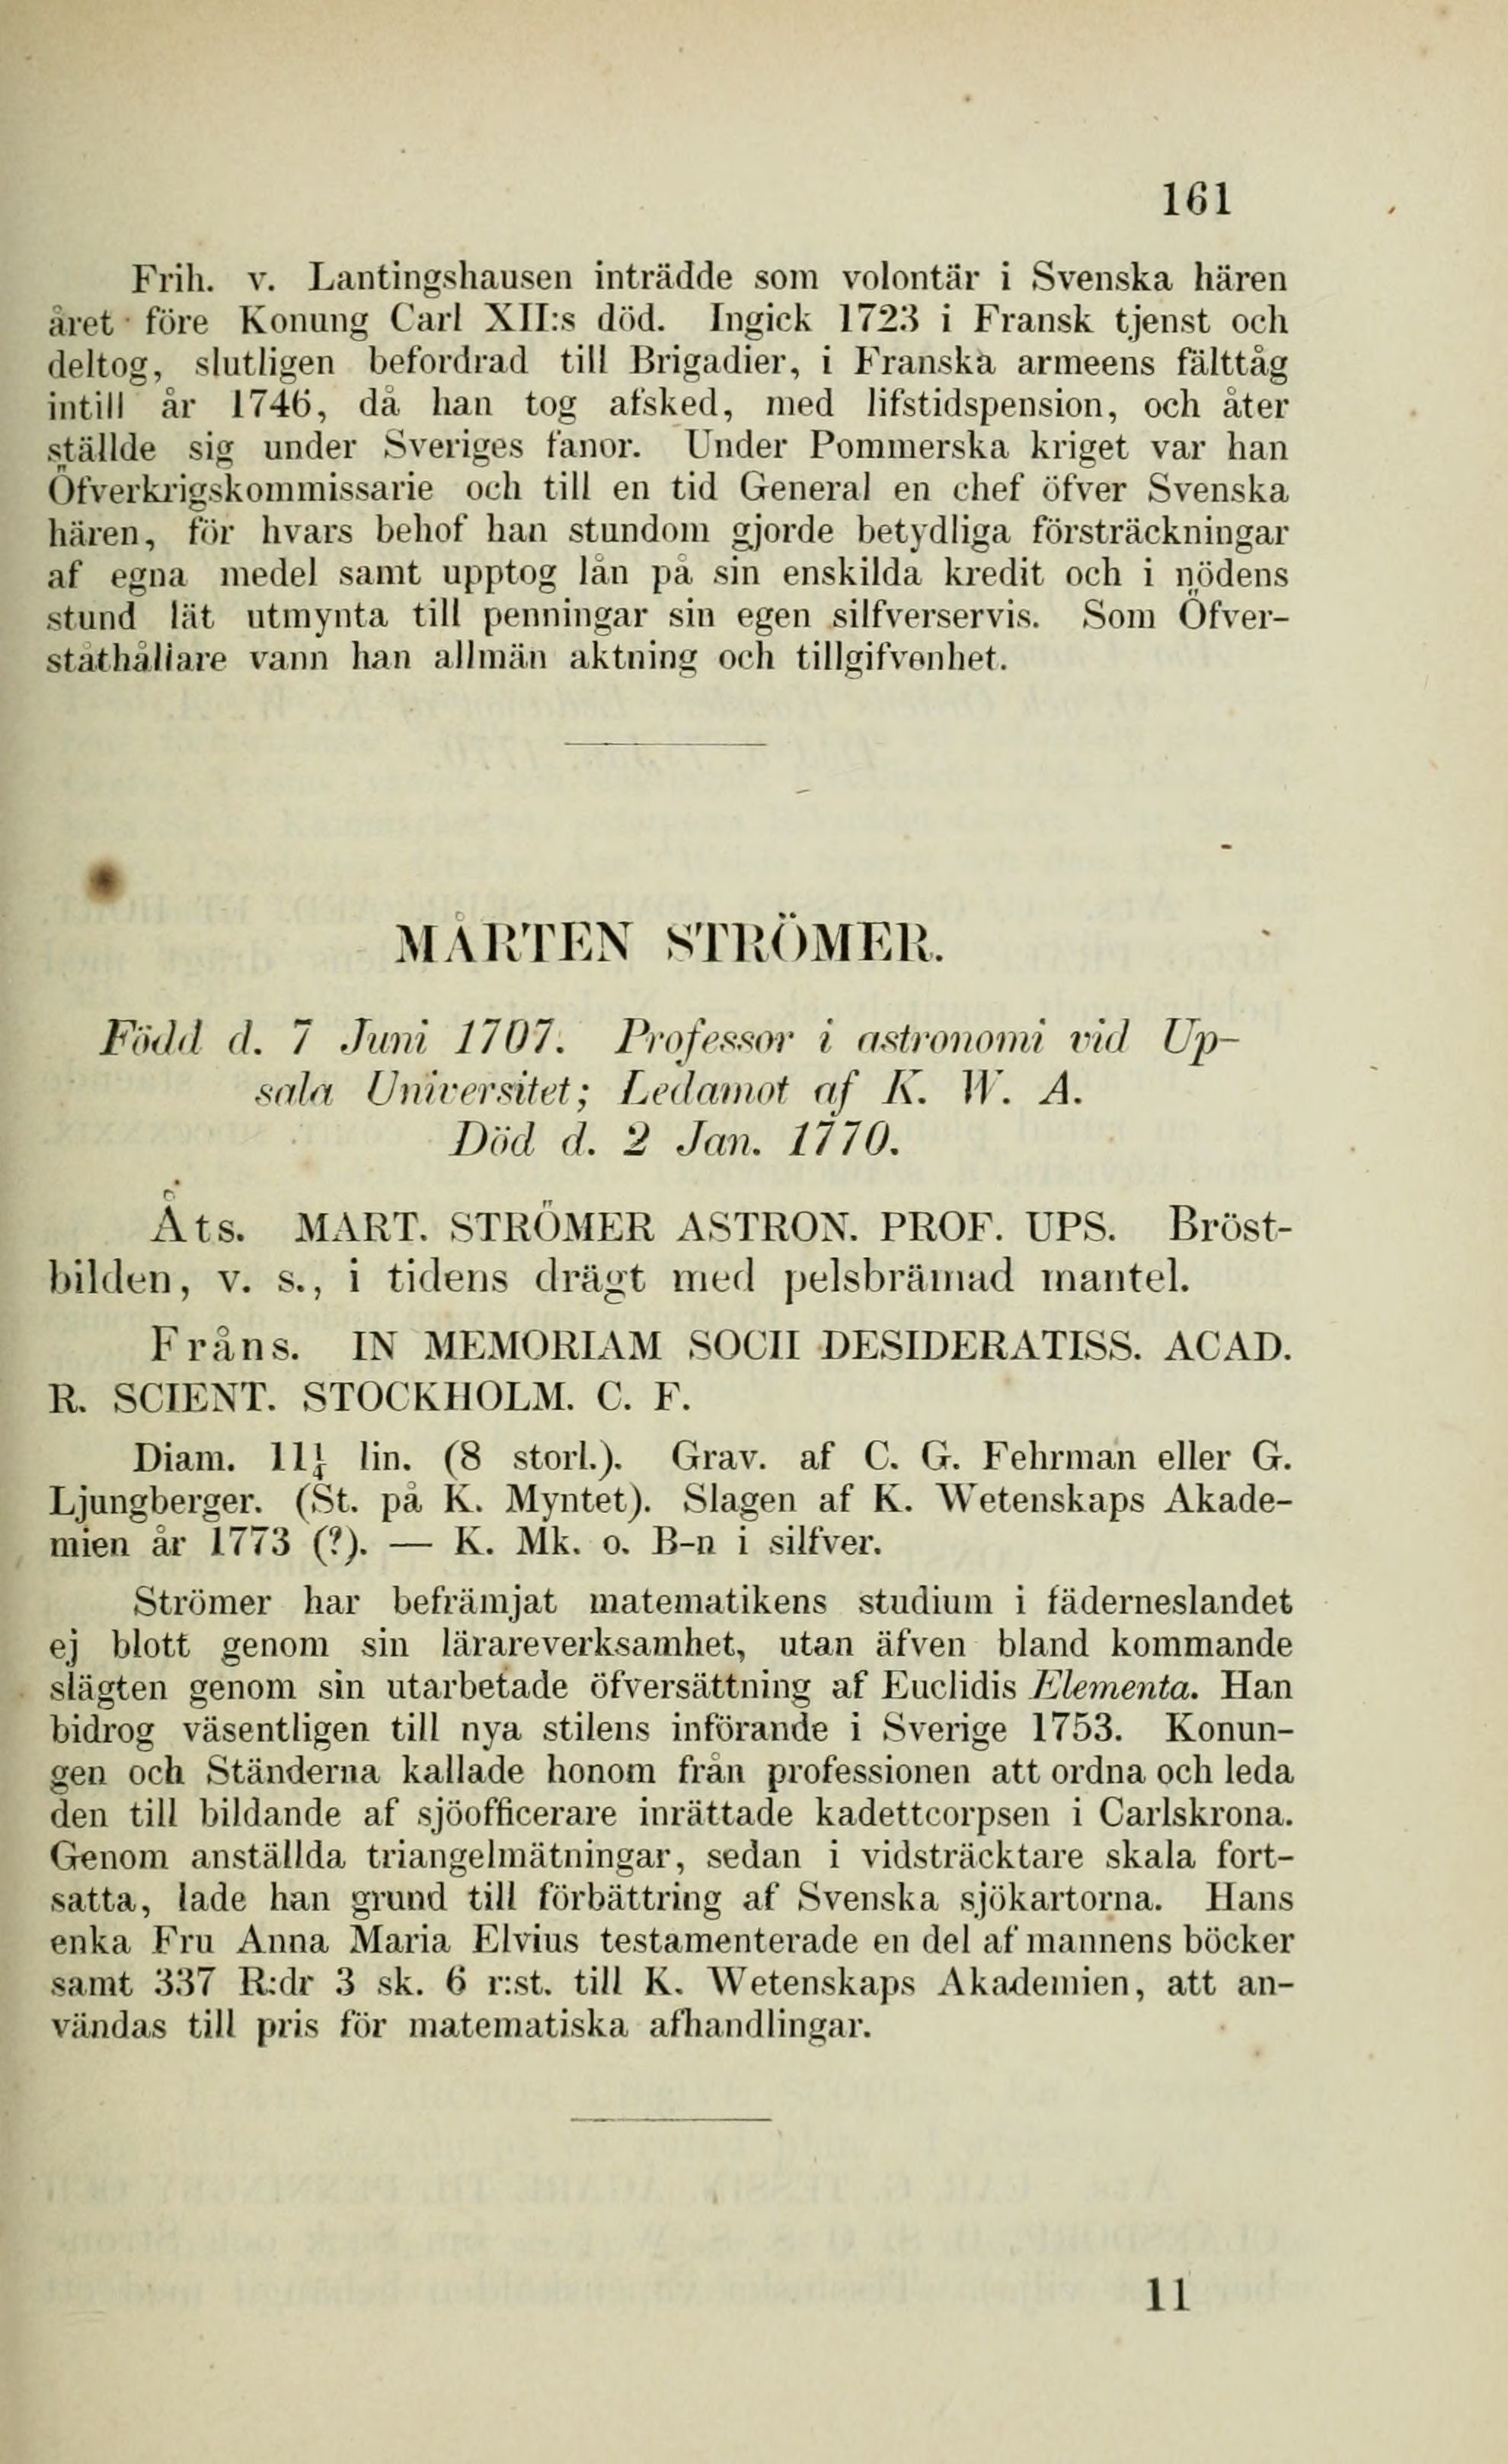 161
Frih. v. Lantingshausen inträdde som volontär i Svenska hären
året före Konung Carl XII:s död. Ingick 1723 i Fransk tjenst och
deltog, slutligen befordrad till Brigadier, i Franska armeens fälttåg
intill år 1746, då han tog afsked, med lifstidspension, och åter
ställde sig under Sveriges fanor. Under Pommerska kriget var han
Öfverkrigskommissarie och till en tid General en chef öfver Svenska
hären, för hvars behof han stundom gjorde betydliga försträckningar
af egna medel samt upptog lån på sin enskilda kredit och i nödens
stund lät utmynta till penningar sin egen silfverservis. Som Öfver-
ståthållare vann han allmän aktning och tillgifvenhet.
MÅRTEN STRÖMER.
Född d. 7 Juni 1707. Professor i astronomi vid Up-
sala Universitet; Ledamot af K. W. A.
Död d. 2 Jan. 1770.
Åts. MART. STRÖMER ASTRON. PROF. UPS. Bröst-
bilden, v. s., i tidens drägt med pelsbrämad mantel.
Fråns. IN MEMORIAM SOCII DESIDERATISS. ACAD.
R. SCIENT. STOCKHOLM. C. F.
Diam. lin. (8 storl.). Grav. af C. G. Fehrman eller G.
Ljungberger. (St. på K. Myntet). Slagen af K. Wetenskaps Akade-
mien år 1773 (?). — K. Mk. o. B-n i silfver.
Strömer har befrämjat matematikens studium i fäderneslandet
ej blott genom sin lärareverksamhet, utan äfven bland kommande
slägten genom sin utarbetade öfversättning af Euclidis Elementa. Han
bidrog väsentligen till nya stilens införande i Sverige 1753. Konun-
gen och Ständerna kallade honom från professionen att ordna och leda
den till bildande af sjöofficerare inrättade kadettcorpsen i Carlskrona.
Genom anställda triangelmätningar, sedan i vidsträcktare skala fort-
satta, lade han grund till förbättring af Svenska sjökartorna. Hans
enka Fru Anna Maria Elvius testamenterade en del af mannens böcker
samt 337 R:dr 3 sk. 6 r:st. till K. Wetenskaps Akademien, att an-
vändas till pris för matematiska afhandlingar.
11